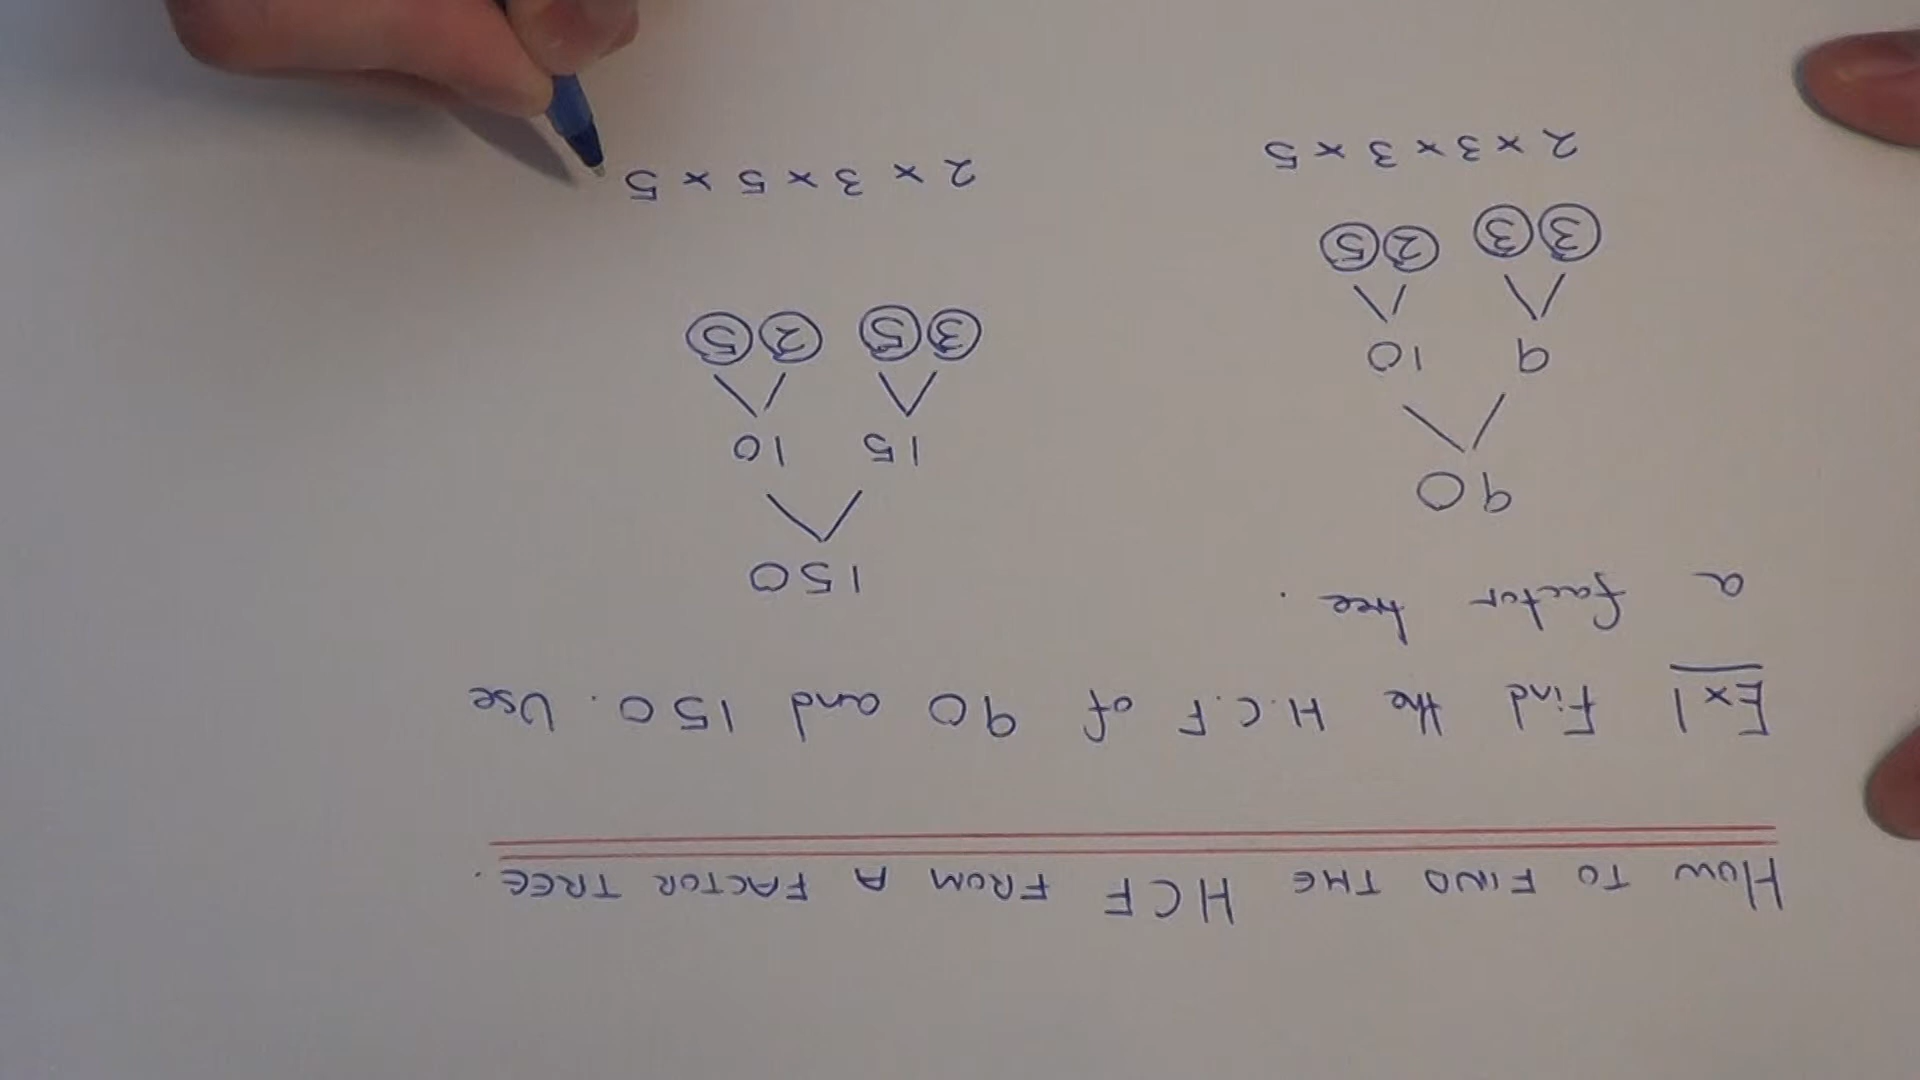 HOW TO FIND THE HCF FROM A FACTOR TREE.
Ex1 Find the H.C.F of 90 and 150. Use
a factor tree.
90
9 10
3 3 2 5
2 × 3 × 3 × 5
150
15 10
3 5 2 5
2 × 3 × 5 × 5